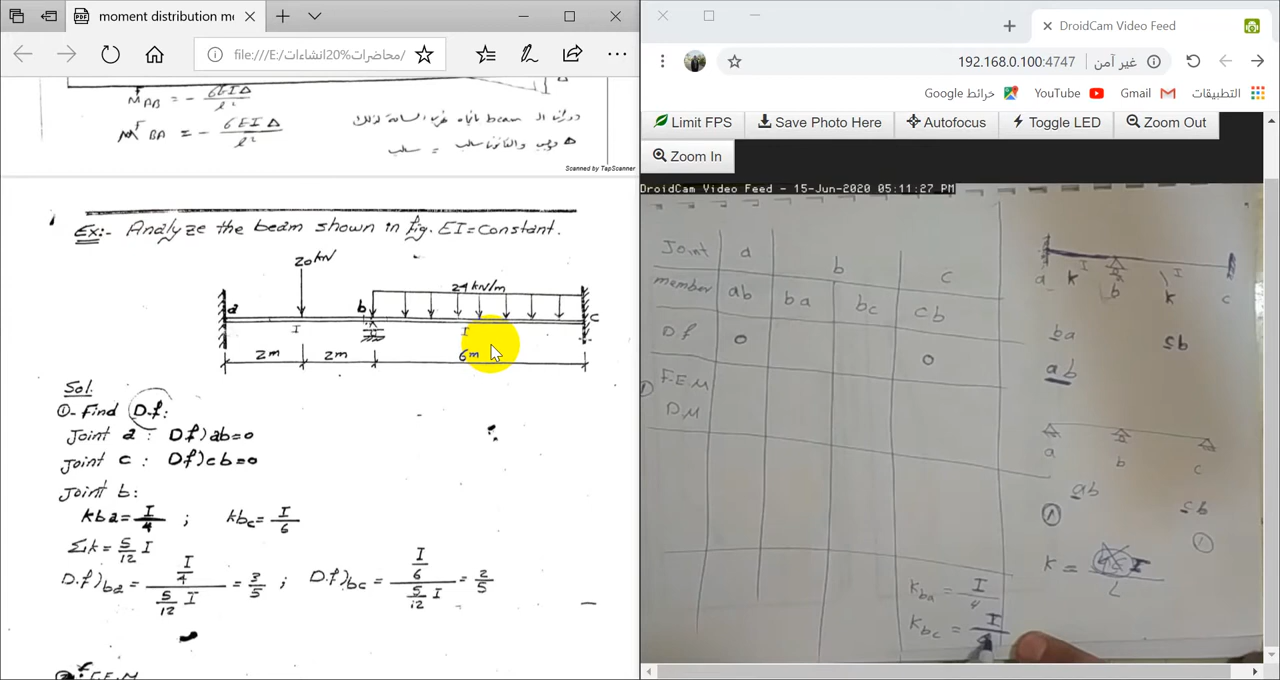 moment distribution me
file:///E:/محاضرات%20انشاءات/
M^F AB = - 6EIΔ / l²
M^F BA = - 6EIΔ / l²
Scanned by TapScanner
Ex:- Analyze the beam shown in fig. EI=Constant.
20 kN
24 kN/m
a
b
c
I
I
2m
2m
6m
Sol.
①- Find D.f:
Joint a : D.f)ab=0
Joint c : D.f)cb=0
Joint b:
kba = I/4 ; kbc = I/6
Σk = 5/12 I
D.f)ba = (I/4) / (5/12 I) = 3/5 ; D.f)bc = (I/6) / (5/12 I) = 2/5
F.E.M
DroidCam Video Feed
192.168.0.100:4747
غير آمن
التطبيقات
Gmail
YouTube
خرائط Google
Limit FPS
Save Photo Here
Autofocus
Toggle LED
Zoom Out
Zoom In
DroidCam Video Feed - 15-Jun-2020 05:11:27 PM
Joint a b c
member ab ba bc cb
D f 0 0
① F.E.M
D.M
Kba = I/4
Kbc = I
a K I b I K c
ba
ab
a b c
ab
①
①
K = I / L